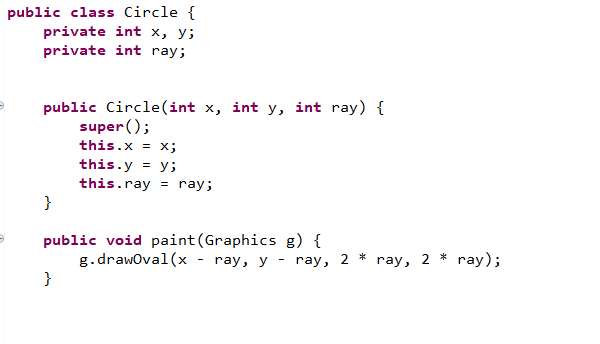 public class Circle {
    private int x, y;
    private int ray;
    public Circle(int x, int y, int ray) {
        super();
        this.x = x;
        this.y = y;
        this.ray = ray;
    }
    public void paint(Graphics g) {
        g.drawOval(x - ray, y - ray, 2 * ray, 2 * ray);
    }